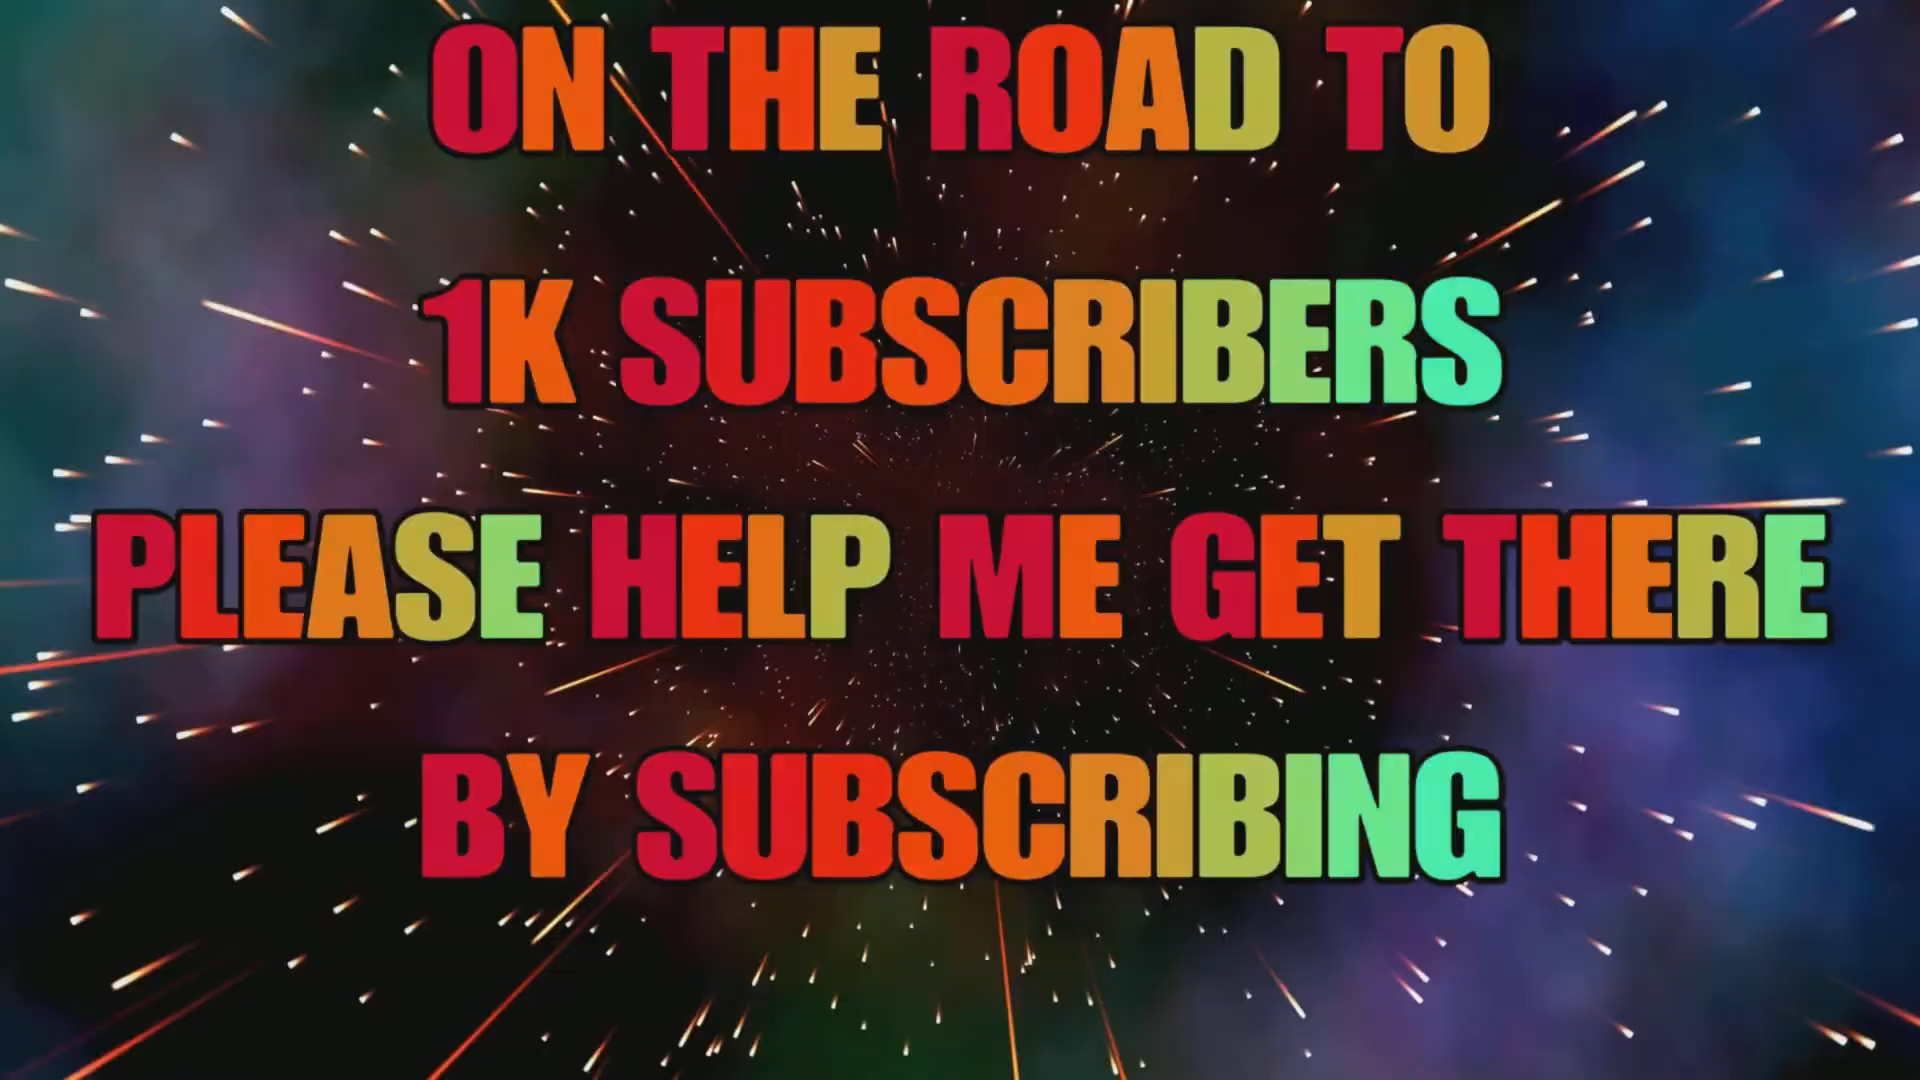 ON THE ROAD TO
1K SUBSCRIBERS
PLEASE HELP ME GET THERE
BY SUBSCRIBING